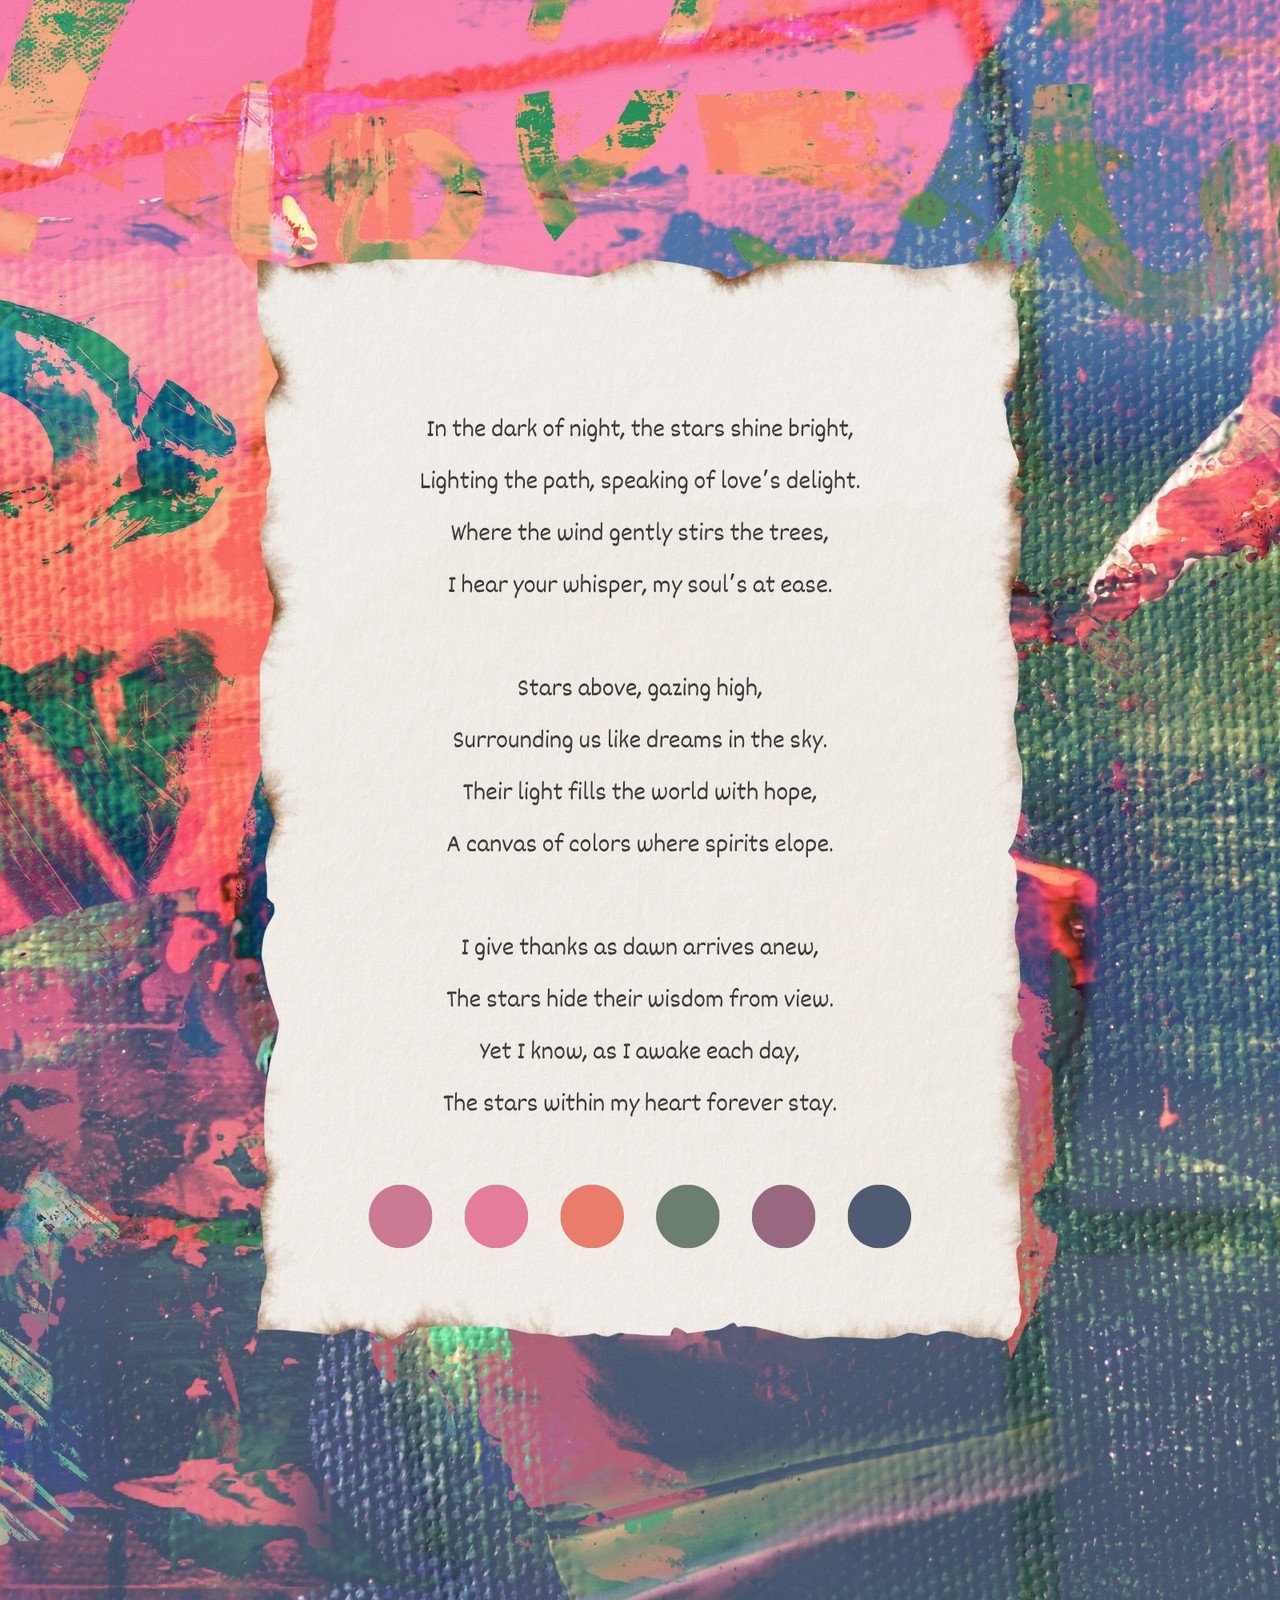 In the dark of night, the stars shine bright,
Lighting the path, speaking of love's delight.
Where the wind gently stirs the trees,
I hear your whisper, my soul's at ease.
Stars above, gazing high,
Surrounding us like dreams in the sky.
Their light fills the world with hope,
A canvas of colors where spirits elope.
I give thanks as dawn arrives anew,
The stars hide their wisdom from view.
Yet I know, as I awake each day,
The stars within my heart forever stay.